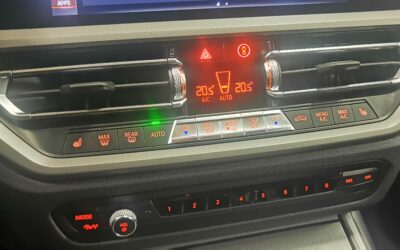 APPS
20.5 20.5
A/C AUTO
MAX
REAR
AUTO
MENU
A/C
MAX
A/C
MODE
1 2 3 4 5 6 7 8